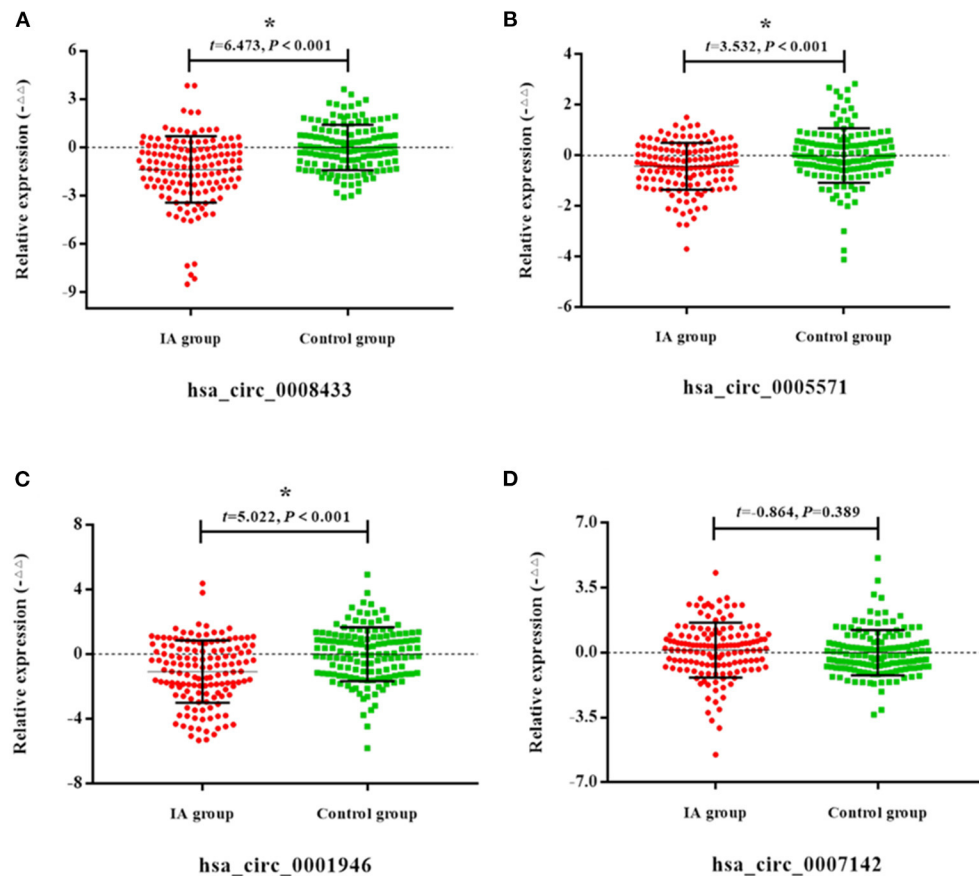 A
*
t=6.473, P < 0.001
Relative expression (-△△)
6
3
0
-3
-6
-9
IA group
Control group
hsa_circ_0008433
B
*
t=3.532, P < 0.001
Relative expression (-△△)
4
2
0
-2
-4
-6
IA group
Control group
hsa_circ_0005571
C
*
t=5.022, P < 0.001
Relative expression (-△△)
8
4
0
-4
-8
IA group
Control group
hsa_circ_0001946
D
t=-0.864, P=0.389
Relative expression (-△△)
7.0
3.5
0.0
-3.5
-7.0
IA group
Control group
hsa_circ_0007142